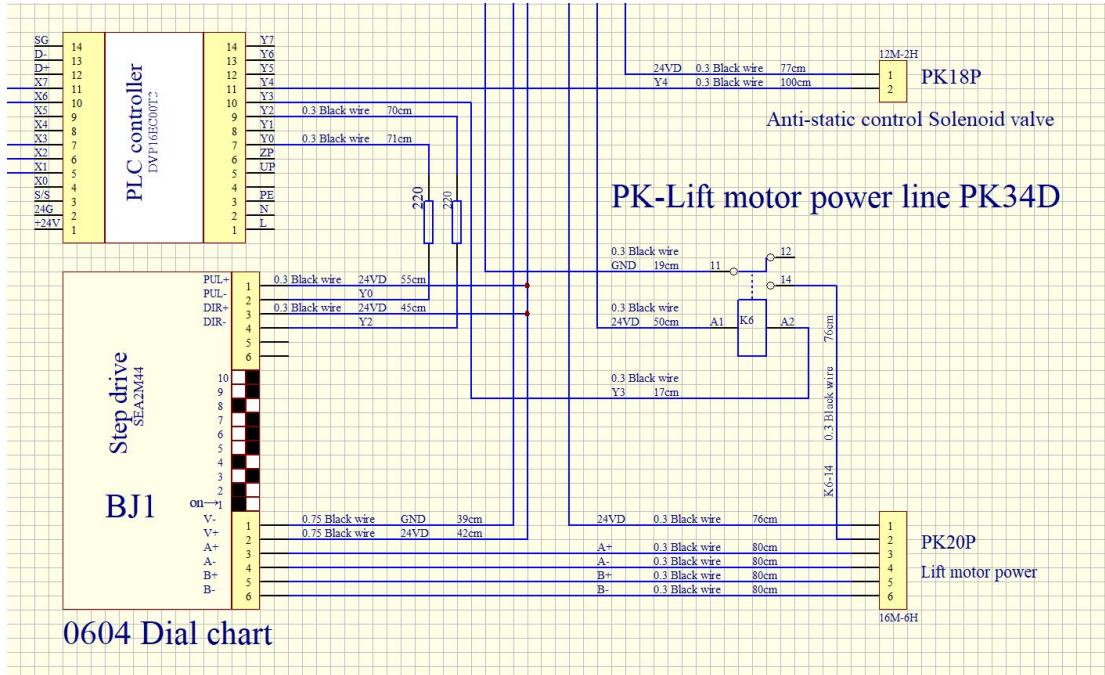 SG 14
D- 13
D+ 12
X7 11
X6 10
X5 9
X4 8
X3 7
X2 6
X1 5
X0 4
S/S 3
24G 2
+24V 1
PLC controller
14 Y7
13 Y6
12 Y5
11 Y4
10 Y3
9 Y2 0.3 Black wire 70cm
8 Y1
7 Y0 0.3 Black wire 71cm
6 ZP
5 UP
4
3 PE
2 N
1 L
220
220
12M-2H
24VD 0.3 Black wire 77cm 1
Y4 0.3 Black wire 100cm 2
PK18P
Anti-static control Solenoid valve
PK-Lift motor power line PK34D
0.3 Black wire
GND 19cm 11
12
14
0.3 Black wire
24VD 50cm A1 K6 A2
0.3 Black wire
Y3 17cm
K6-14 0.3 Black wire 76cm
PUL+ 1 0.3 Black wire 24VD 55cm
PUL- 2 Y0
DIR+ 3 0.3 Black wire 24VD 45cm
DIR- 4 Y2
5
6
Step drive
SEA2M44
BJ1
10
9
8
7
6
5
4
3
2
on→1
V- 1 0.75 Black wire GND 39cm
V+ 2 0.75 Black wire 24VD 42cm
A+ 3
A- 4
B+ 5
B- 6
24VD 0.3 Black wire 76cm 1
2
A+ 0.3 Black wire 80cm 3
A- 0.3 Black wire 80cm 4
B+ 0.3 Black wire 80cm 5
B- 0.3 Black wire 80cm 6
PK20P
Lift motor power
16M-6H
0604 Dial chart